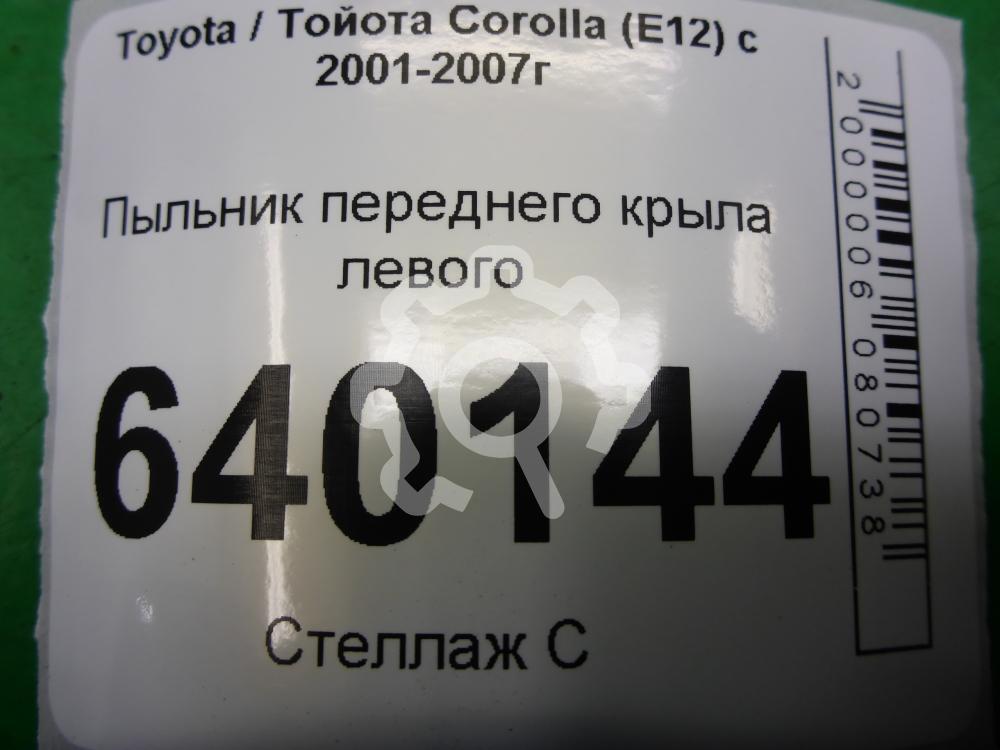 Toyota / Тойота Corolla (E12) с
2001-2007г
Пыльник переднего крыла
левого
640144
Стеллаж С
2000006080738